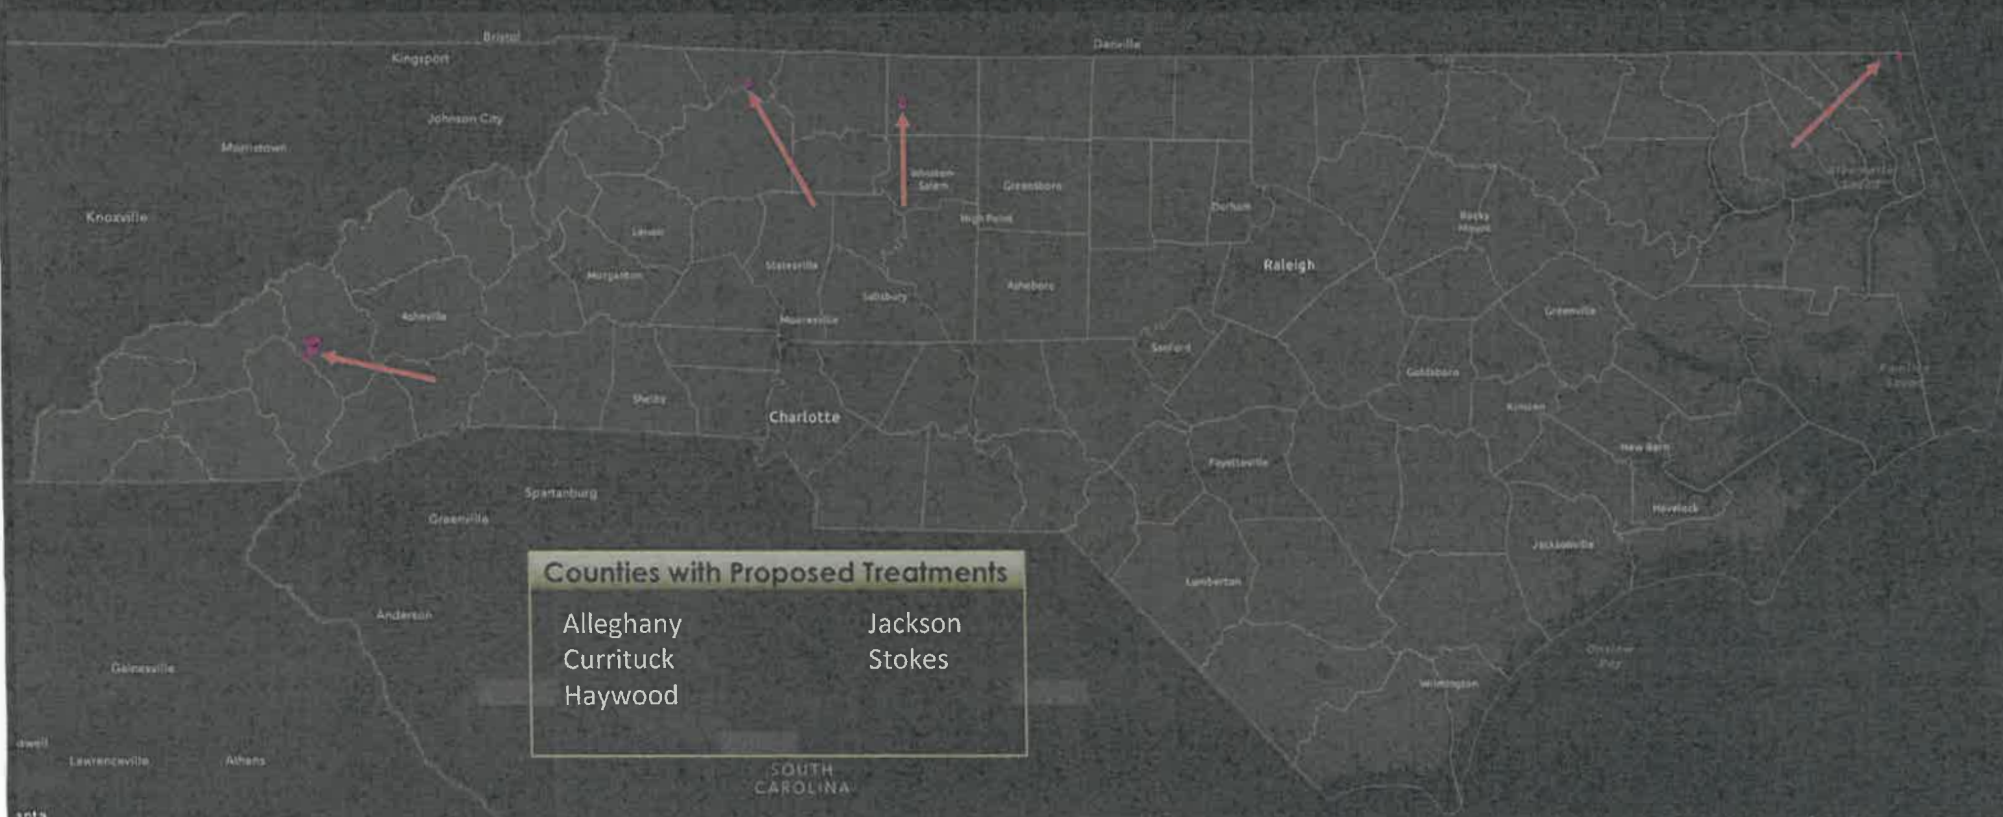 Bristol
Danville
Kingsport
Johnson City
Morristown
Winston-
Salem
Greensboro
Knoxville
High Point
Durham
Rocky
Mount
Lenoir
Raleigh
Statesville
Morganton
Asheboro
Salisbury
Asheville
Mooresville
Greenville
Sanford
Goldsboro
Shelby
Kinston
Charlotte
New Bern
Fayetteville
Spartanburg
Havelock
Greenville
Jacksonville
Lumberton
Counties with Proposed Treatments
Alleghany
Currituck
Haywood
Jackson
Stokes
Anderson
Onslow
Bay
Gainesville
Wilmington
Lawrenceville
Athens
SOUTH
CAROLINA